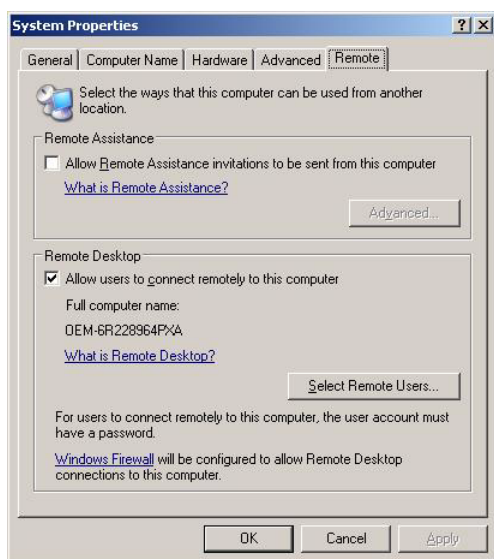 System Properties
General
Computer Name
Hardware
Advanced
Remote
Select the ways that this computer can be used from another
location.
Remote Assistance
Allow Remote Assistance invitations to be sent from this computer
What is Remote Assistance?
Advanced...
Remote Desktop
Allow users to connect remotely to this computer
Full computer name:
OEM-6R228964PXA
What is Remote Desktop?
Select Remote Users...
For users to connect remotely to this computer, the user account must
have a password.
Windows Firewall will be configured to allow Remote Desktop
connections to this computer.
OK
Cancel
Apply